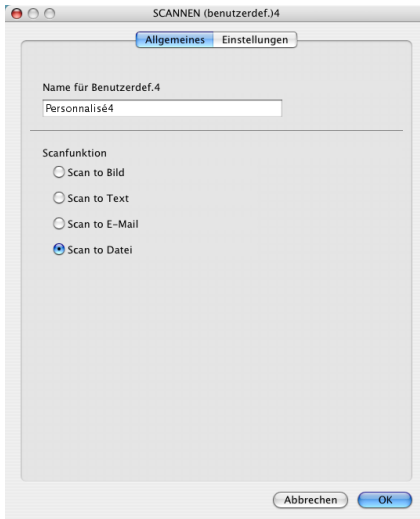 SCANNEN (benutzerdef.)4
Allgemeines Einstellungen
Name für Benutzerdef.4
Personnalisé4
Scanfunktion
Scan to Bild
Scan to Text
Scan to E-Mail
Scan to Datei
Abbrechen OK